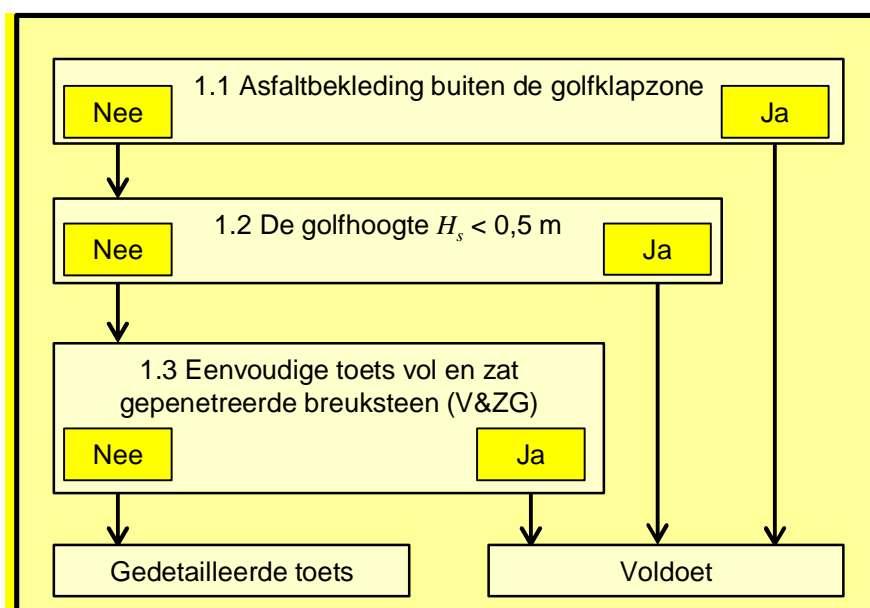 1.1 Asfaltbekleding buiten de golfklapzone
Nee
Ja
1.2 De golfhoogte Hₛ < 0,5 m
Nee
Ja
1.3 Eenvoudige toets vol en zat
gepenetreerde breuksteen (V&ZG)
Nee
Ja
Gedetailleerde toets
Voldoet